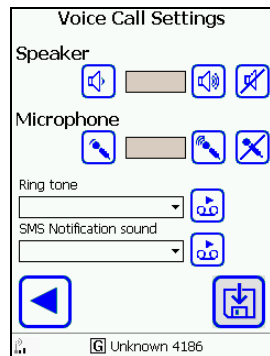 Voice Call Settings
Speaker
Microphone
Ring tone
SMS Notification sound
G Unknown 4186